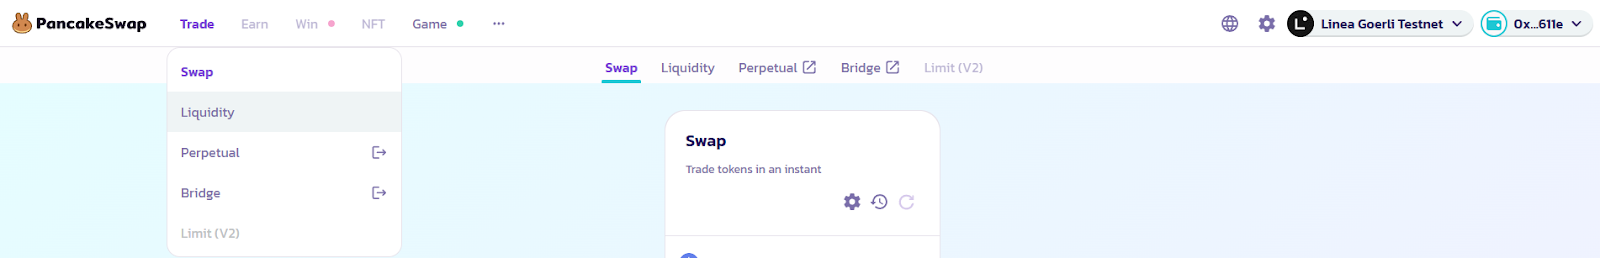 PancakeSwap Trade Earn Win NFT Game ... Linea Goerli Testnet 0x...611e
Swap Liquidity Perpetual Bridge Limit (V2)
Swap
Liquidity
Perpetual
Bridge
Limit (V2)
Swap
Trade tokens in an instant